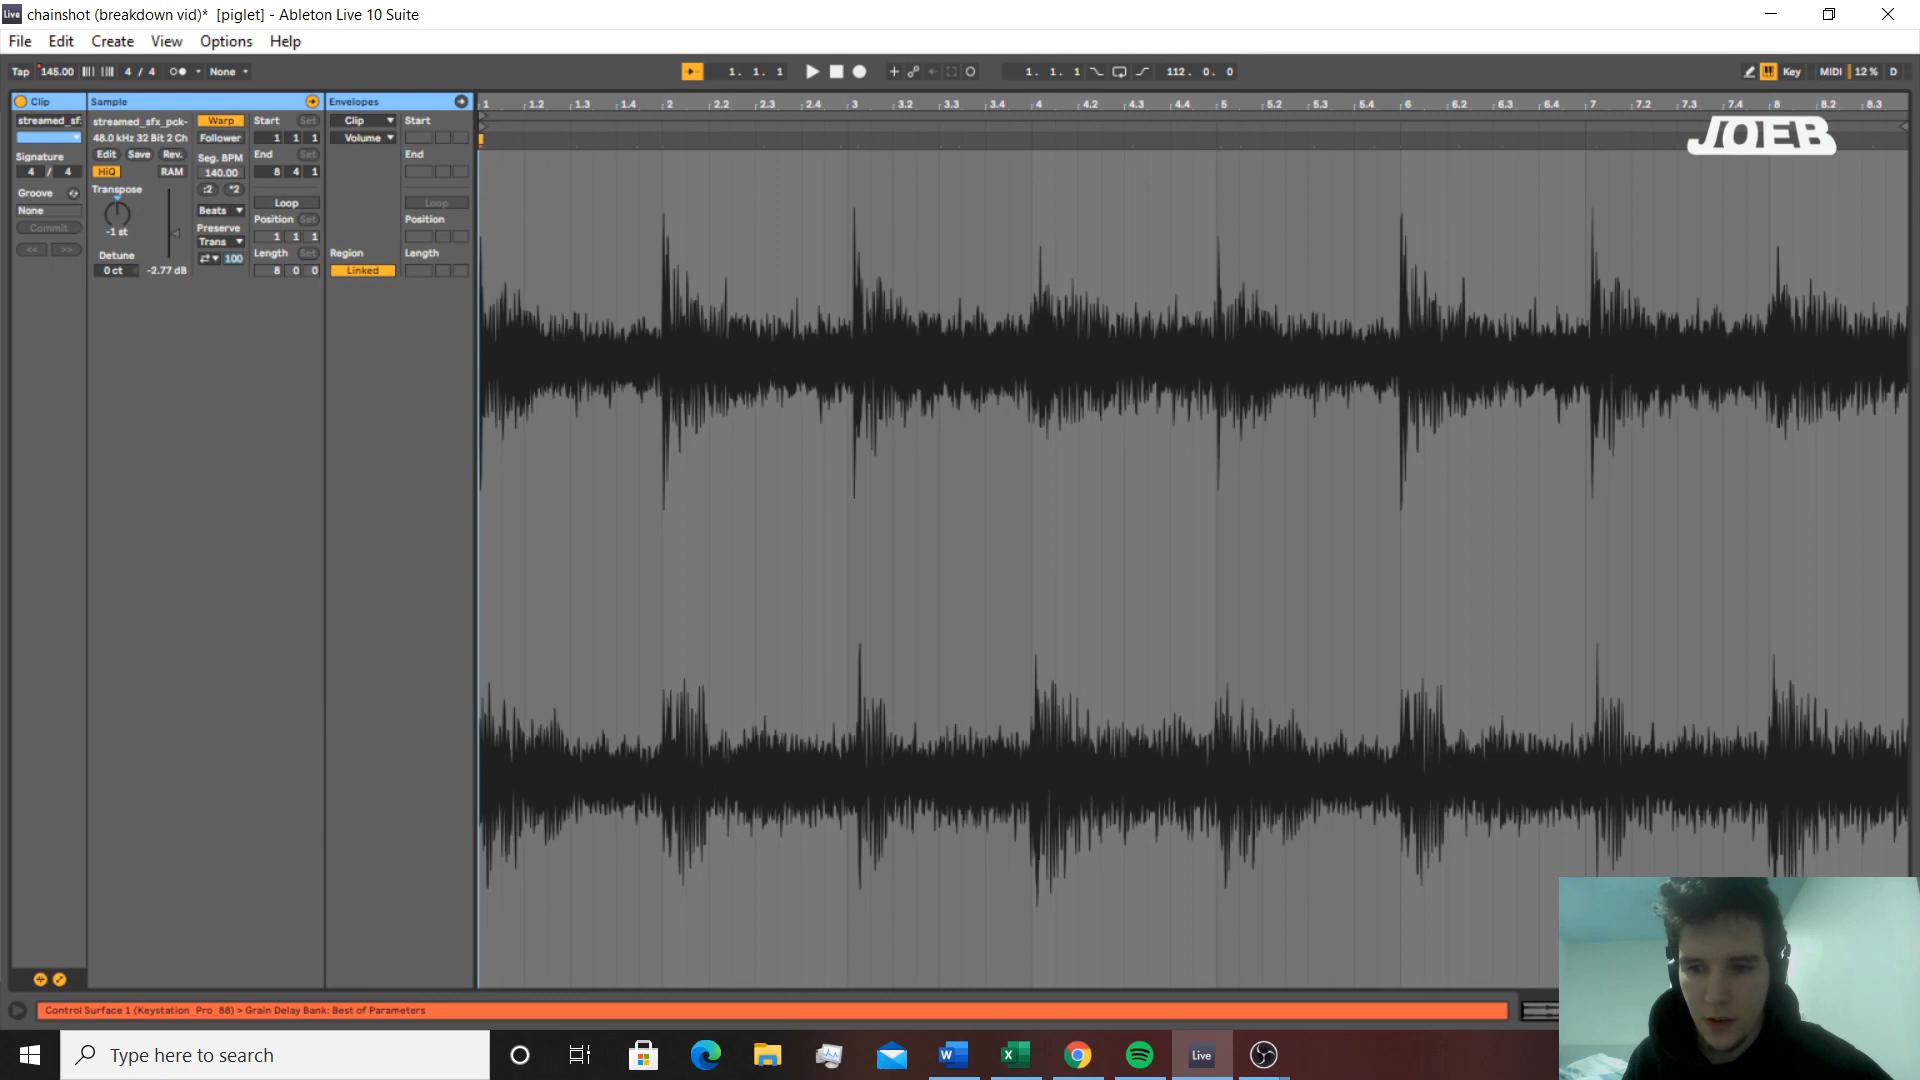 Live chainshot (breakdown vid)* [piglet] - Ableton Live 10 Suite
File Edit Create View Options Help
Tap 145.00 4 / 4 None 1. 1. 1 1. 1. 1 112. 0. 0 Key MIDI 12 % D
Clip Sample Envelopes 1 1.2 1.3 1.4 2 2.2 2.3 2.4 3 3.2 3.3 3.4 4 4.2 4.3 4.4 5 5.2 5.3 5.4 6 6.2 6.3 6.4 7 7.2 7.3 7.4 8 8.2 8.3
streamed_sf streamed_sfx_pck- Warp Start Set Clip Start
48.0 kHz 32 Bit 2 Ch Follower 1 1 1 Volume
JOEB
Signature Edit Save Rev. Seg. BPM End Set End
4 / 4 HiQ RAM 140.00 8 4 1
Groove Transpose :2 *2
None Beats Loop Loop
Commit -1 st Preserve Position Set Position
<< >> Trans 1 1 1
Detune 100 Length Set Region Length
0 ct -2.77 dB 8 0 0 Linked
Control Surface 1 (Keystation_Pro_88) > Grain Delay Bank: Best of Parameters
Type here to search Live